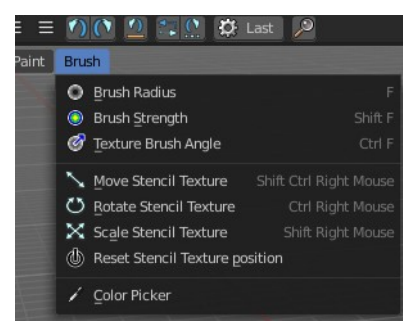 Last
Paint Brush
Brush Radius F
Brush Strength Shift F
Texture Brush Angle Ctrl F
Move Stencil Texture Shift Ctrl Right Mouse
Rotate Stencil Texture Ctrl Right Mouse
Scale Stencil Texture Shift Right Mouse
Reset Stencil Texture position
Color Picker